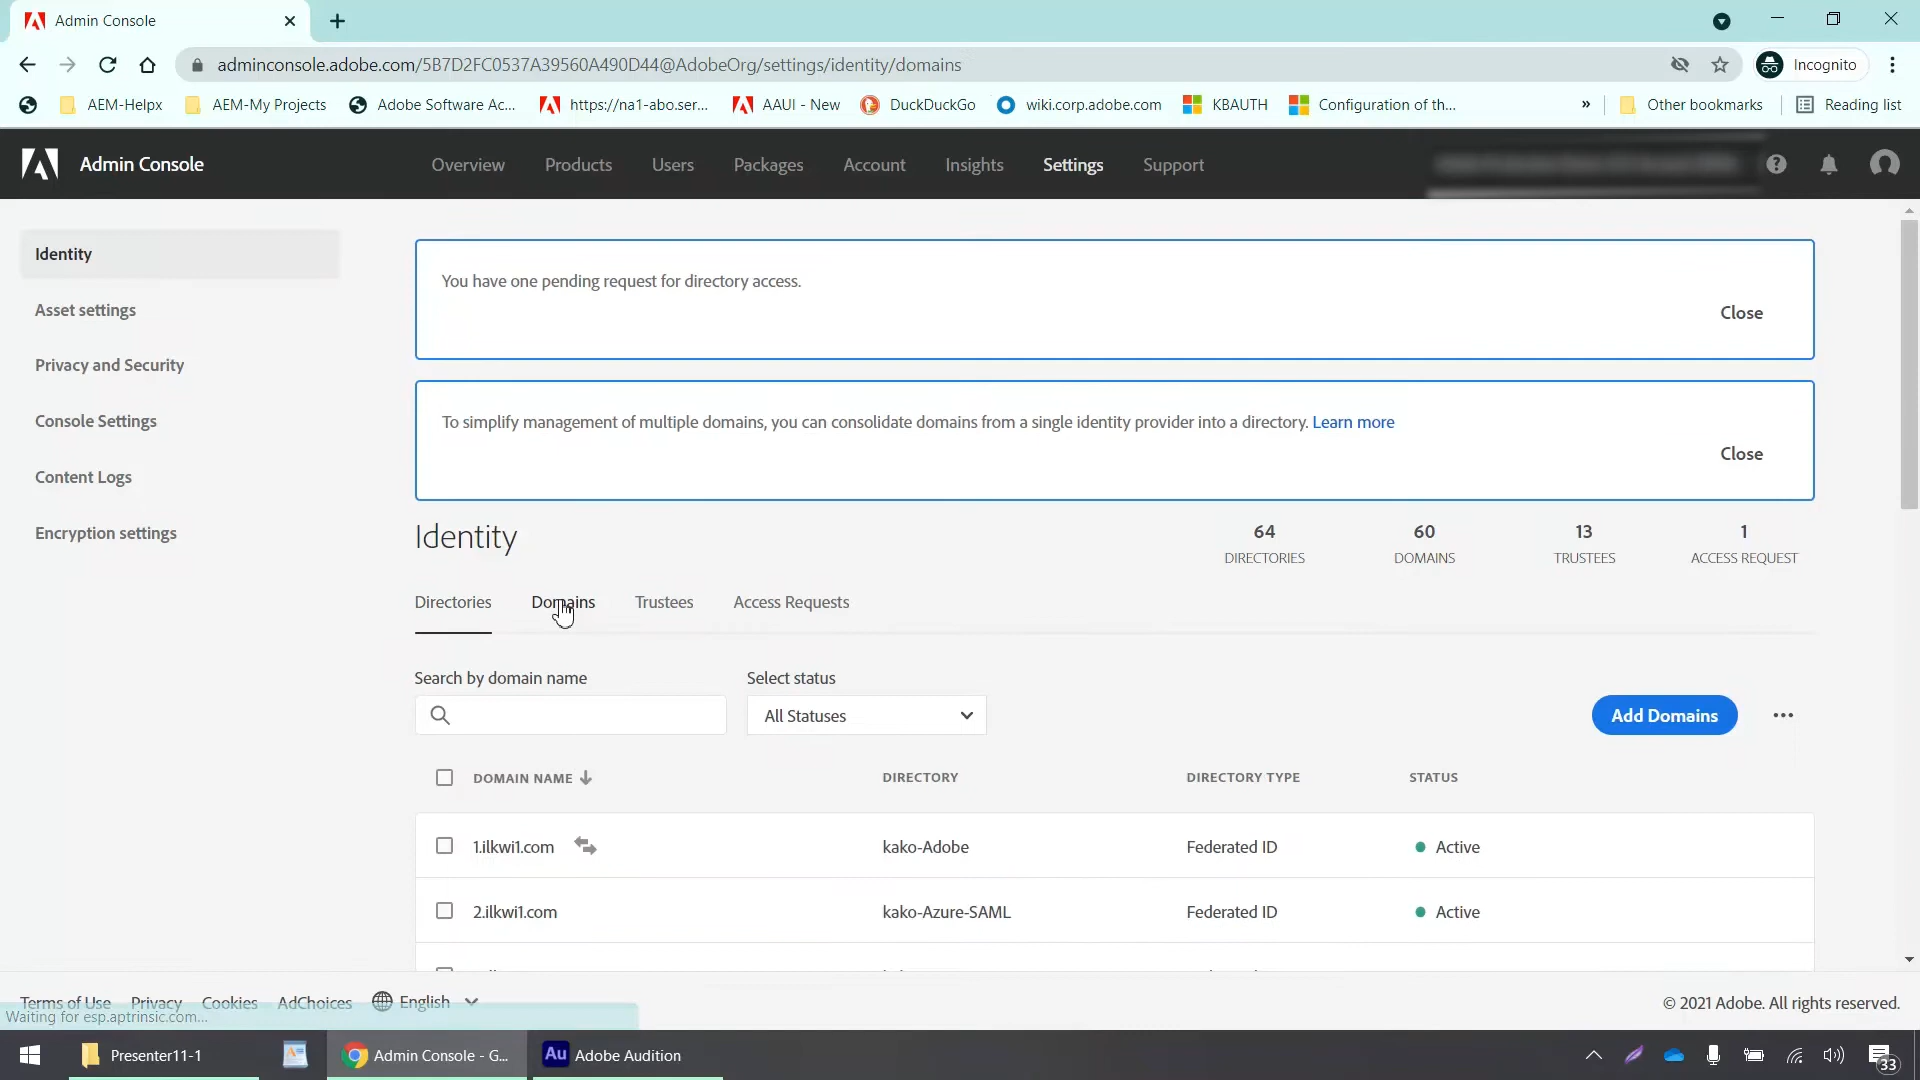 Admin Console
adminconsole.adobe.com/5B7D2FC0537A39560A490D44@AdobeOrg/settings/identity/domains
Incognito
AEM-Helpx
AEM-My Projects
Adobe Software Ac...
https://na1-abo.ser...
AAUI - New
DuckDuckGo
wiki.corp.adobe.com
KBAUTH
Configuration of th...
»
Other bookmarks
Reading list
Admin Console
Overview
Products
Users
Packages
Account
Insights
Settings
Support
Identity
Asset settings
Privacy and Security
Console Settings
Content Logs
Encryption settings
You have one pending request for directory access.
Close
To simplify management of multiple domains, you can consolidate domains from a single identity provider into a directory. Learn more
Close
Identity
64 DIRECTORIES
60 DOMAINS
13 TRUSTEES
1 ACCESS REQUEST
Directories
Domains
Trustees
Access Requests
Search by domain name
Select status
All Statuses
Add Domains
DOMAIN NAME
DIRECTORY
DIRECTORY TYPE
STATUS
1.ilkwi1.com
kako-Adobe
Federated ID
Active
2.ilkwi1.com
kako-Azure-SAML
Federated ID
Active
Terms of Use
Privacy
Cookies
AdChoices
English
© 2021 Adobe. All rights reserved.
Waiting for esp.aptrinsic.com...
Presenter11-1
Admin Console - G...
Au
Adobe Audition
33